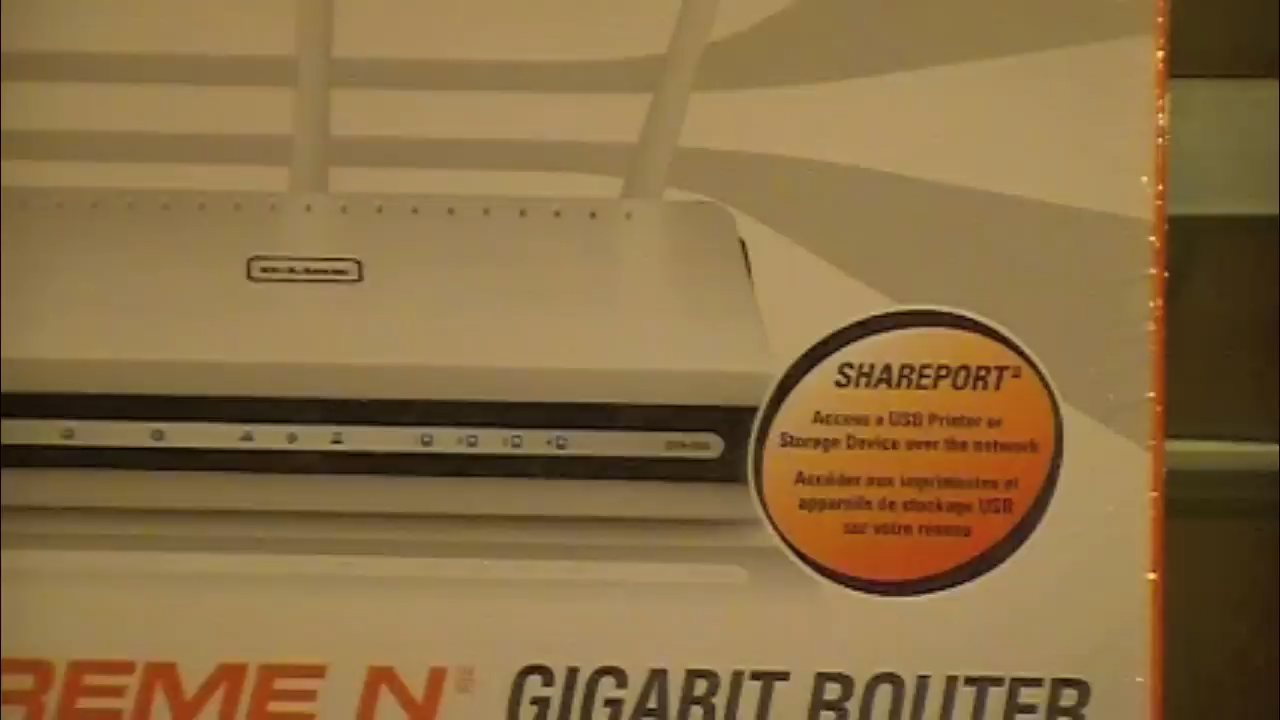 D-Link
SHAREPORT
Access a USB Printer or
Storage Device over the network
Accéder aux imprimantes et
appareils de stockage USB
sur votre réseau
REME N GIGABIT ROUTER